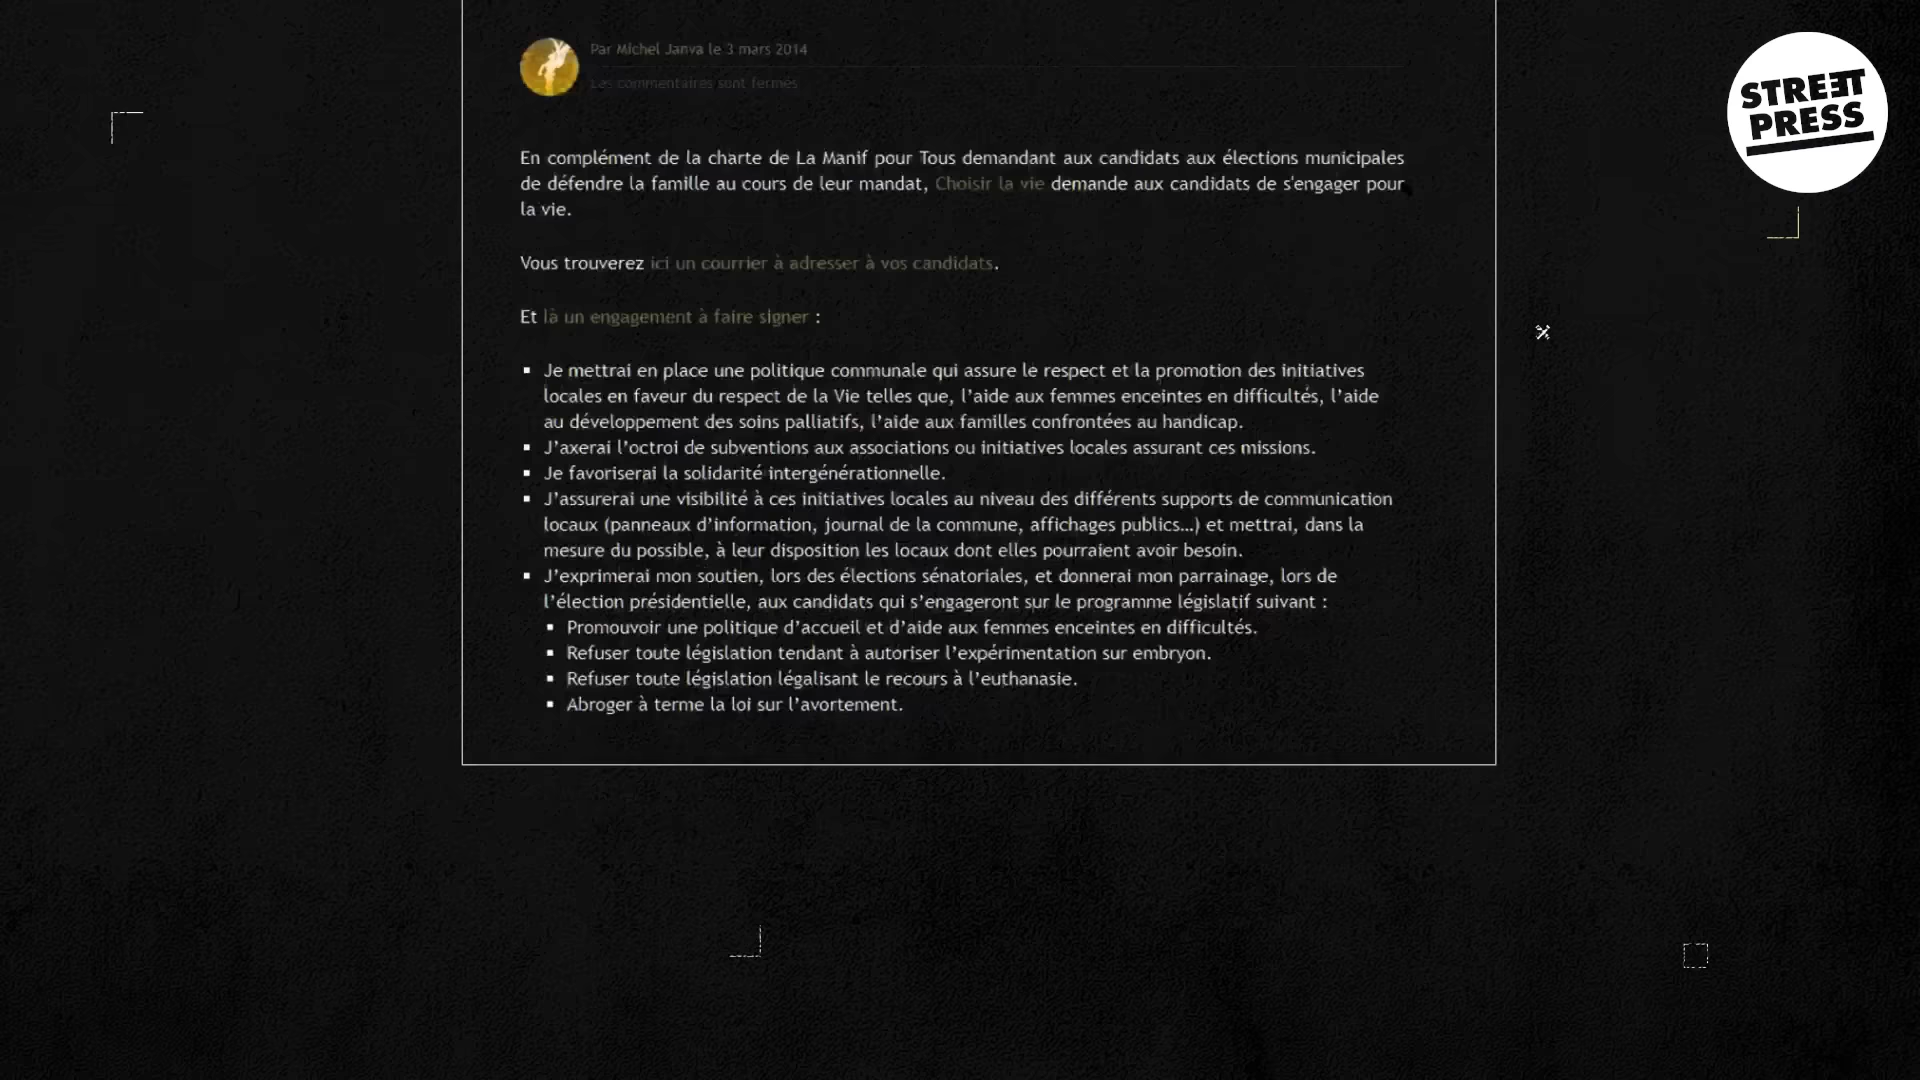 Par Michel Janva le 3 mars 2014
Les commentaires sont fermés
STREET
PRESS
En complément de la charte de La Manif pour Tous demandant aux candidats aux élections municipales
de défendre la famille au cours de leur mandat, Choisir la vie demande aux candidats de s'engager pour
la vie.
Vous trouverez ici un courrier à adresser à vos candidats.
Et là un engagement à faire signer :
▪ Je mettrai en place une politique communale qui assure le respect et la promotion des initiatives
locales en faveur du respect de la Vie telles que, l’aide aux femmes enceintes en difficultés, l’aide
au développement des soins palliatifs, l’aide aux familles confrontées au handicap.
▪ J’axerai l’octroi de subventions aux associations ou initiatives locales assurant ces missions.
▪ Je favoriserai la solidarité intergénérationnelle.
▪ J’assurerai une visibilité à ces initiatives locales au niveau des différents supports de communication
locaux (panneaux d’information, journal de la commune, affichages publics…) et mettrai, dans la
mesure du possible, à leur disposition les locaux dont elles pourraient avoir besoin.
▪ J’exprimerai mon soutien, lors des élections sénatoriales, et donnerai mon parrainage, lors de
l’élection présidentielle, aux candidats qui s’engageront sur le programme législatif suivant :
▪ Promouvoir une politique d’accueil et d’aide aux femmes enceintes en difficultés.
▪ Refuser toute législation tendant à autoriser l’expérimentation sur embryon.
▪ Refuser toute législation légalisant le recours à l’euthanasie.
▪ Abroger à terme la loi sur l’avortement.